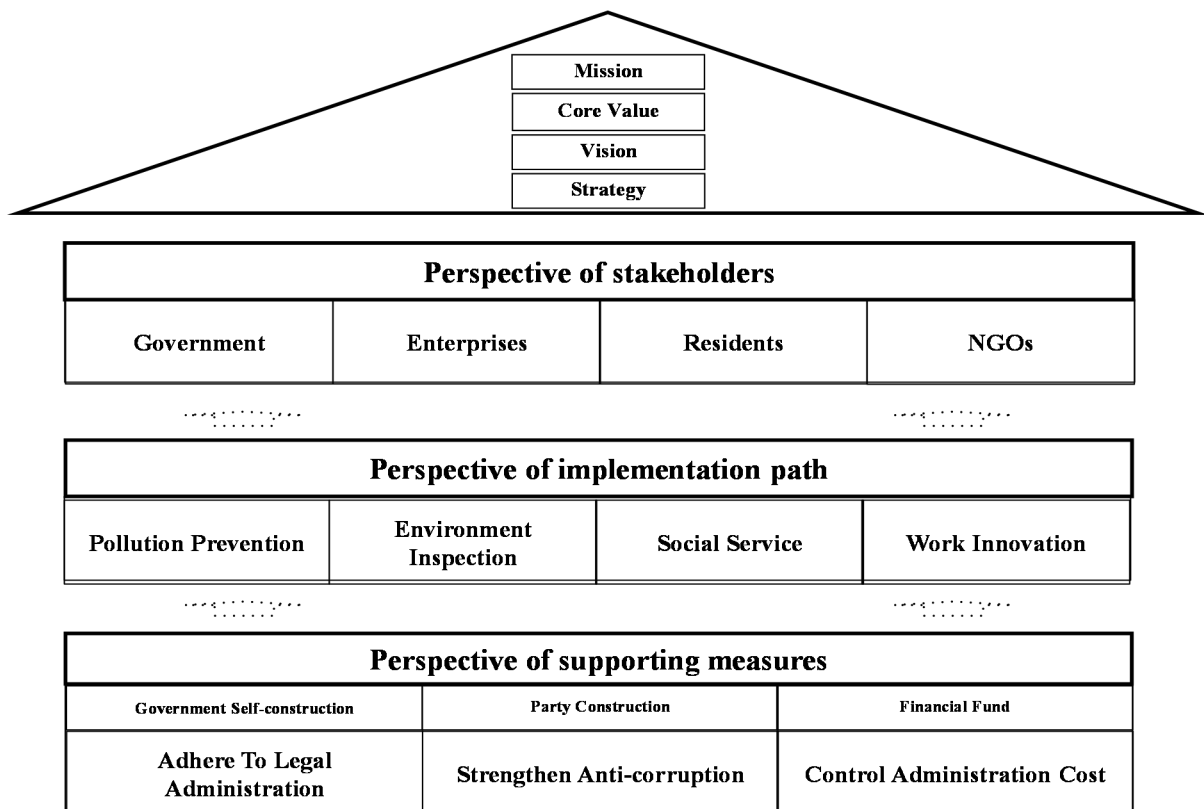 Mission
Core Value
Vision
Strategy
Perspective of stakeholders
Government
Enterprises
Residents
NGOs
Perspective of implementation path
Pollution Prevention
Environment
Inspection
Social Service
Work Innovation
Perspective of supporting measures
Government Self-construction
Party Construction
Financial Fund
Adhere To Legal
Administration
Strengthen Anti-corruption
Control Administration Cost